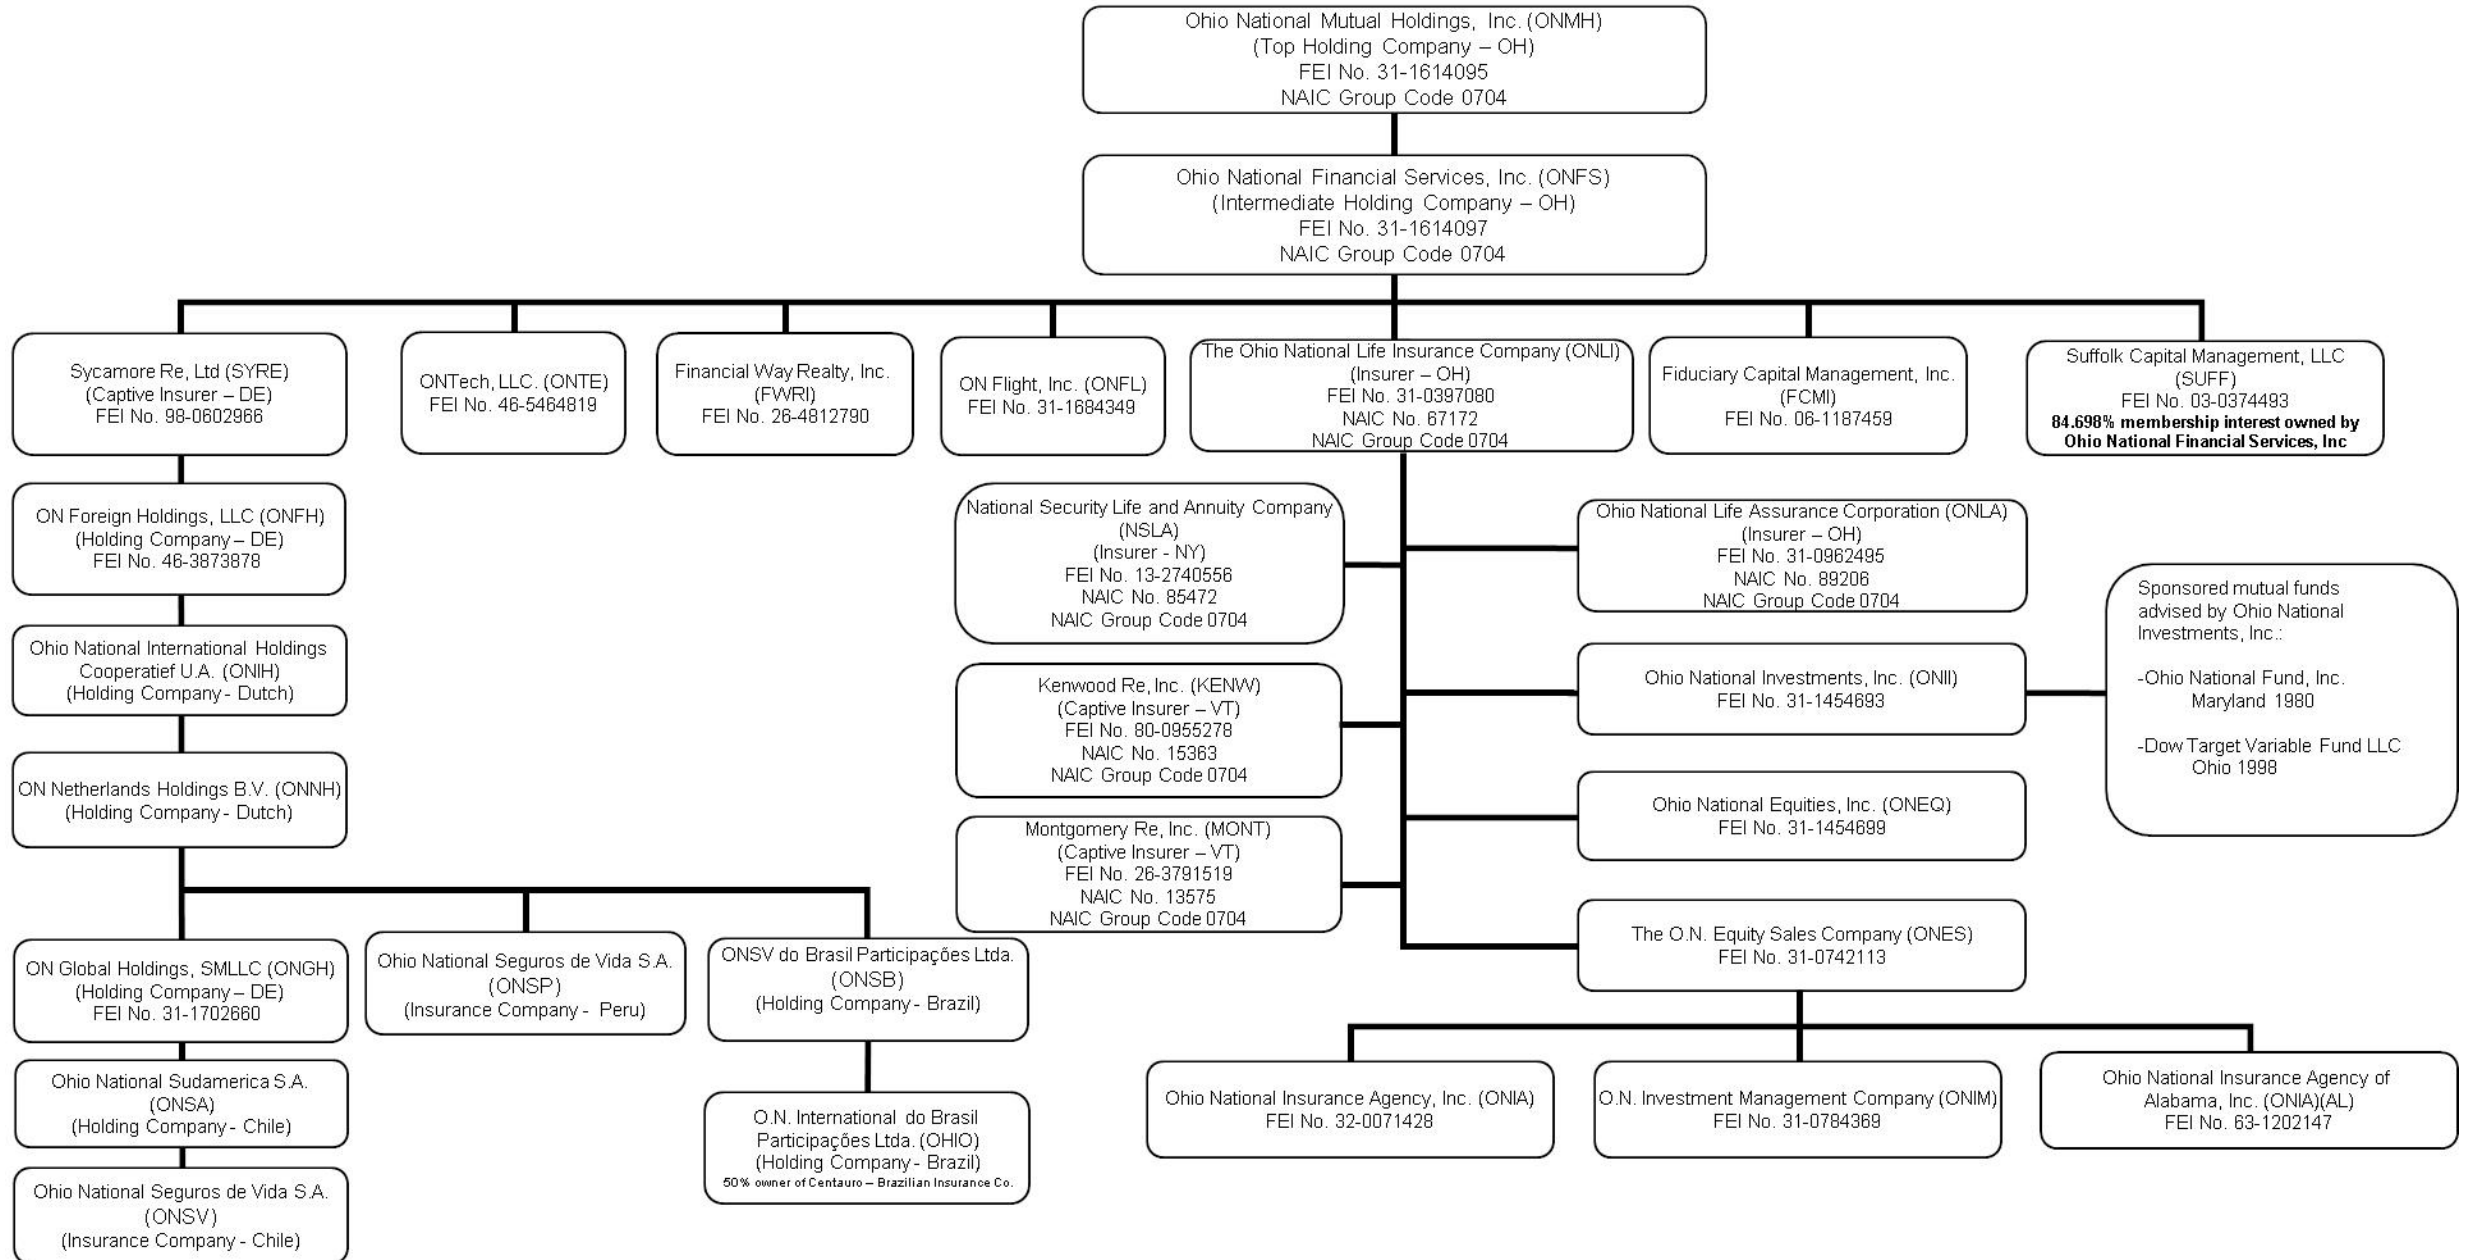 Ohio National Mutual Holdings, Inc. (ONMH)
(Top Holding Company – OH)
FEI No. 31-1614095
NAIC Group Code 0704
Ohio National Financial Services, Inc. (ONFS)
(Intermediate Holding Company – OH)
FEI No. 31-1614097
NAIC Group Code 0704
Sycamore Re, Ltd (SYRE)
(Captive Insurer – DE)
FEI No. 98-0602966
ONTech, LLC. (ONTE)
FEI No. 46-5464819
Financial Way Realty, Inc.
(FWRI)
FEI No. 26-4812790
ON Flight, Inc. (ONFL)
FEI No. 31-1684349
The Ohio National Life Insurance Company (ONLI)
(Insurer – OH)
FEI No. 31-0397080
NAIC No. 67172
NAIC Group Code 0704
Fiduciary Capital Management, Inc.
(FCMI)
FEI No. 06-1187459
Suffolk Capital Management, LLC
(SUFF)
FEI No. 03-0374493
84.698% membership interest owned by
Ohio National Financial Services, Inc
ON Foreign Holdings, LLC (ONFH)
(Holding Company – DE)
FEI No. 46-3873878
Ohio National International Holdings
Cooperatief U.A. (ONIH)
(Holding Company - Dutch)
ON Netherlands Holdings B.V. (ONNH)
(Holding Company - Dutch)
National Security Life and Annuity Company
(NSLA)
(Insurer - NY)
FEI No. 13-2740556
NAIC No. 85472
NAIC Group Code 0704
Kenwood Re, Inc. (KENW)
(Captive Insurer – VT)
FEI No. 80-0955278
NAIC No. 15363
NAIC Group Code 0704
Montgomery Re, Inc. (MONT)
(Captive Insurer – VT)
FEI No. 26-3791519
NAIC No. 13575
NAIC Group Code 0704
Ohio National Life Assurance Corporation (ONLA)
(Insurer – OH)
FEI No. 31-0962495
NAIC No. 89206
NAIC Group Code 0704
Ohio National Investments, Inc. (ONII)
FEI No. 31-1454693
Sponsored mutual funds
advised by Ohio National
Investments, Inc.:
-Ohio National Fund, Inc.
Maryland 1980
-Dow Target Variable Fund LLC
Ohio 1998
Ohio National Equities, Inc. (ONEQ)
FEI No. 31-1454699
The O.N. Equity Sales Company (ONES)
FEI No. 31-0742113
ON Global Holdings, SMLLC (ONGH)
(Holding Company – DE)
FEI No. 31-1702660
Ohio National Seguros de Vida S.A.
(ONSP)
(Insurance Company - Peru)
ONSV do Brasil Participações Ltda.
(ONSB)
(Holding Company - Brazil)
Ohio National Sudamerica S.A.
(ONSA)
(Holding Company - Chile)
O.N. International do Brasil
Participações Ltda. (OHIO)
(Holding Company - Brazil)
50% owner of Centauro – Brazilian Insurance Co.
Ohio National Seguros de Vida S.A.
(ONSV)
(Insurance Company - Chile)
Ohio National Insurance Agency, Inc. (ONIA)
FEI No. 32-0071428
O.N. Investment Management Company (ONIM)
FEI No. 31-0784369
Ohio National Insurance Agency of
Alabama, Inc. (ONIA)(AL)
FEI No. 63-1202147